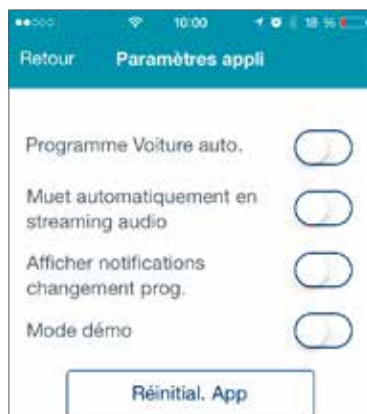 10:00 18 %
Retour Paramètres appli
Programme Voiture auto.
Muet automatiquement en
streaming audio
Afficher notifications
changement prog.
Mode démo
Réinitial. App